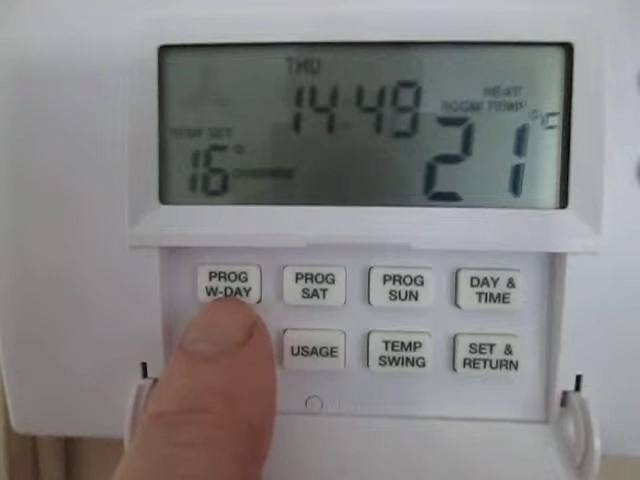 THU
14:49
HEAT
ROOM TEMP
21°C
TEMP SET
16°
OVERRIDE
PROG W-DAY
PROG SAT
PROG SUN
DAY & TIME
USAGE
TEMP SWING
SET & RETURN